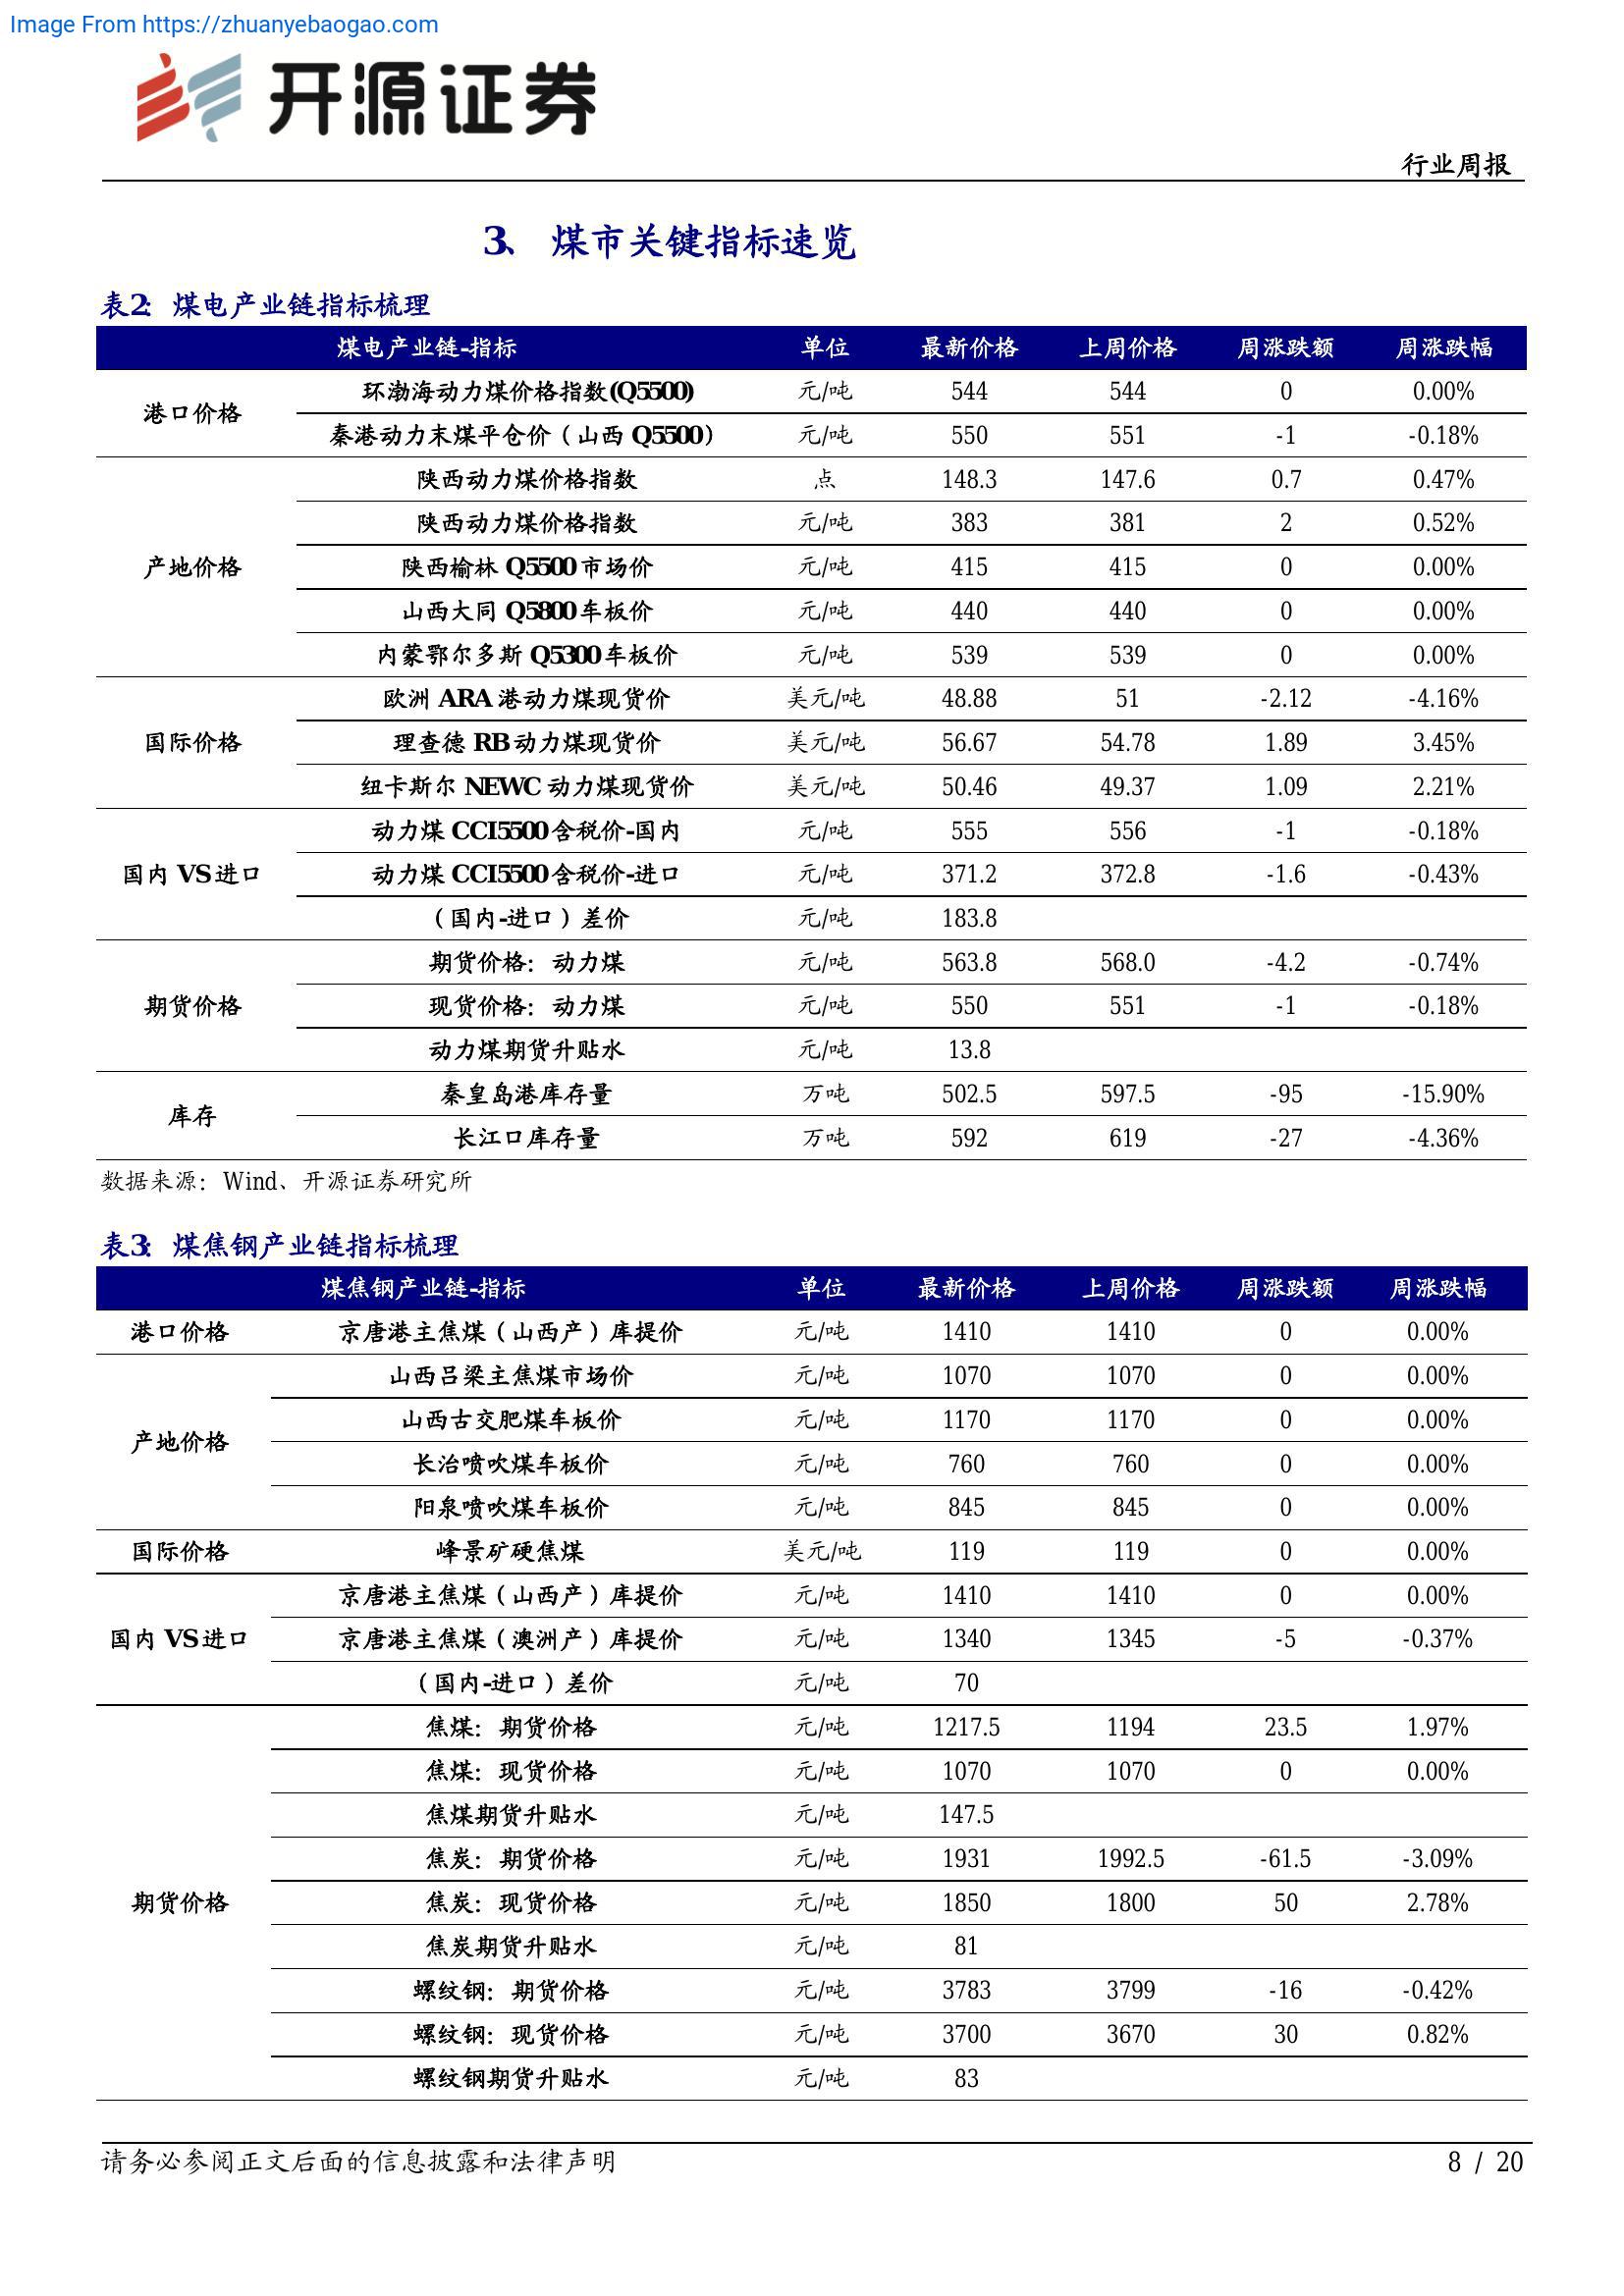 Image From https://zhuanyebaogao.com
开源证券
行业周报
3、 煤市关键指标速览
表2：煤电产业链指标梳理
煤电产业链-指标 单位 最新价格 上周价格 周涨跌额 周涨跌幅
港口价格
环渤海动力煤价格指数(Q5500) 元/吨 544 544 0 0.00%
秦港动力末煤平仓价（山西 Q5500） 元/吨 550 551 -1 -0.18%
产地价格
陕西动力煤价格指数 点 148.3 147.6 0.7 0.47%
陕西动力煤价格指数 元/吨 383 381 2 0.52%
陕西榆林 Q5500 市场价 元/吨 415 415 0 0.00%
山西大同 Q5800 车板价 元/吨 440 440 0 0.00%
内蒙鄂尔多斯 Q5300 车板价 元/吨 539 539 0 0.00%
国际价格
欧洲 ARA 港动力煤现货价 美元/吨 48.88 51 -2.12 -4.16%
理查德 RB 动力煤现货价 美元/吨 56.67 54.78 1.89 3.45%
纽卡斯尔 NEWC 动力煤现货价 美元/吨 50.46 49.37 1.09 2.21%
国内 VS 进口
动力煤 CCI5500 含税价-国内 元/吨 555 556 -1 -0.18%
动力煤 CCI5500 含税价-进口 元/吨 371.2 372.8 -1.6 -0.43%
（国内-进口）差价 元/吨 183.8
期货价格
期货价格：动力煤 元/吨 563.8 568.0 -4.2 -0.74%
现货价格：动力煤 元/吨 550 551 -1 -0.18%
动力煤期货升贴水 元/吨 13.8
库存
秦皇岛港库存量 万吨 502.5 597.5 -95 -15.90%
长江口库存量 万吨 592 619 -27 -4.36%
数据来源：Wind、开源证券研究所
表3：煤焦钢产业链指标梳理
煤焦钢产业链-指标 单位 最新价格 上周价格 周涨跌额 周涨跌幅
港口价格 京唐港主焦煤（山西产）库提价 元/吨 1410 1410 0 0.00%
产地价格
山西吕梁主焦煤市场价 元/吨 1070 1070 0 0.00%
山西古交肥煤车板价 元/吨 1170 1170 0 0.00%
长治喷吹煤车板价 元/吨 760 760 0 0.00%
阳泉喷吹煤车板价 元/吨 845 845 0 0.00%
国际价格 峰景矿硬焦煤 美元/吨 119 119 0 0.00%
国内 VS 进口
京唐港主焦煤（山西产）库提价 元/吨 1410 1410 0 0.00%
京唐港主焦煤（澳洲产）库提价 元/吨 1340 1345 -5 -0.37%
（国内-进口）差价 元/吨 70
期货价格
焦煤：期货价格 元/吨 1217.5 1194 23.5 1.97%
焦煤：现货价格 元/吨 1070 1070 0 0.00%
焦煤期货升贴水 元/吨 147.5
焦炭：期货价格 元/吨 1931 1992.5 -61.5 -3.09%
焦炭：现货价格 元/吨 1850 1800 50 2.78%
焦炭期货升贴水 元/吨 81
螺纹钢：期货价格 元/吨 3783 3799 -16 -0.42%
螺纹钢：现货价格 元/吨 3700 3670 30 0.82%
螺纹钢期货升贴水 元/吨 83
请务必参阅正文后面的信息披露和法律声明
8 / 20